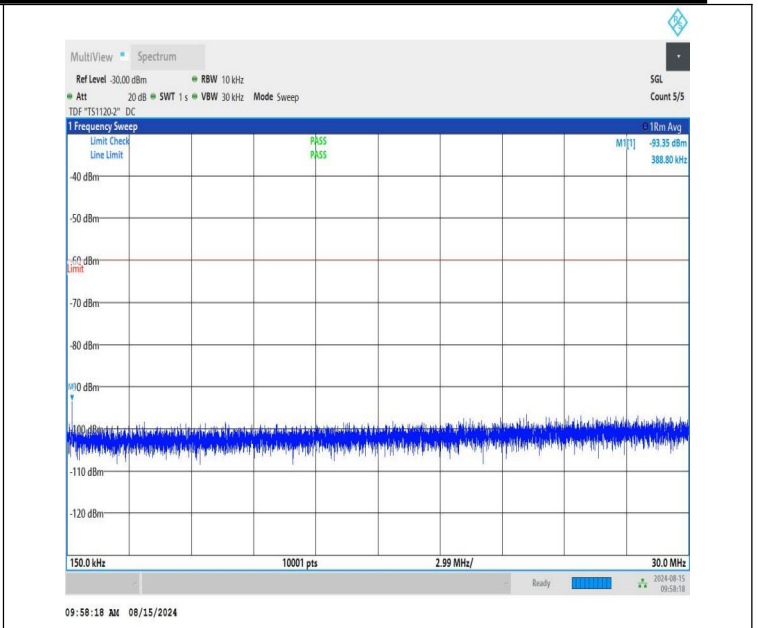 R S
MultiView Spectrum
Ref Level -30.00 dBm RBW 10 kHz SGL
Att 20 dB SWT 1 s VBW 30 kHz Mode Sweep Count 5/5
TDF "TS1120-2" DC
1 Frequency Sweep 1Rm Avg
Limit Check PASS M1[1] -93.35 dBm
Line Limit PASS 388.80 kHz
-40 dBm
-50 dBm
-60 dBm
Limit
-70 dBm
-80 dBm
M1
-90 dBm
-100 dBm
-110 dBm
-120 dBm
150.0 kHz 10001 pts 2.99 MHz/ 30.0 MHz
Ready 2024-08-15
09:58:18
09:58:18 AM 08/15/2024